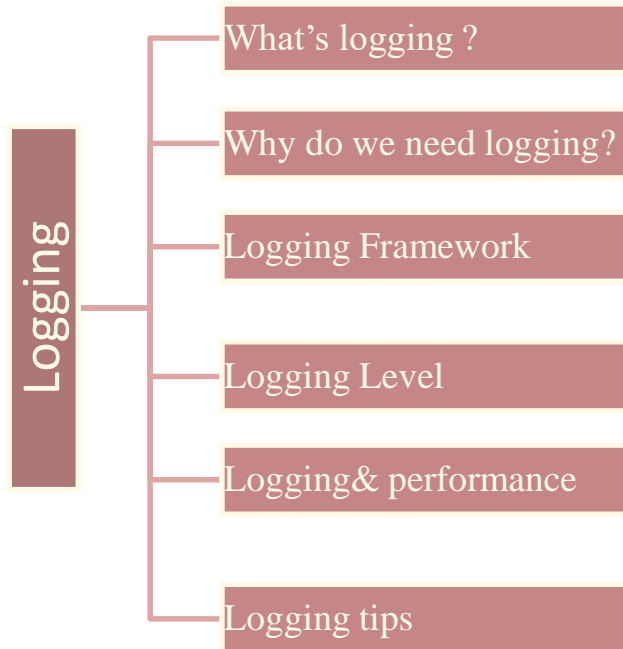 Logging
What’s logging ?
Why do we need logging?
Logging Framework
Logging Level
Logging& performance
Logging tips